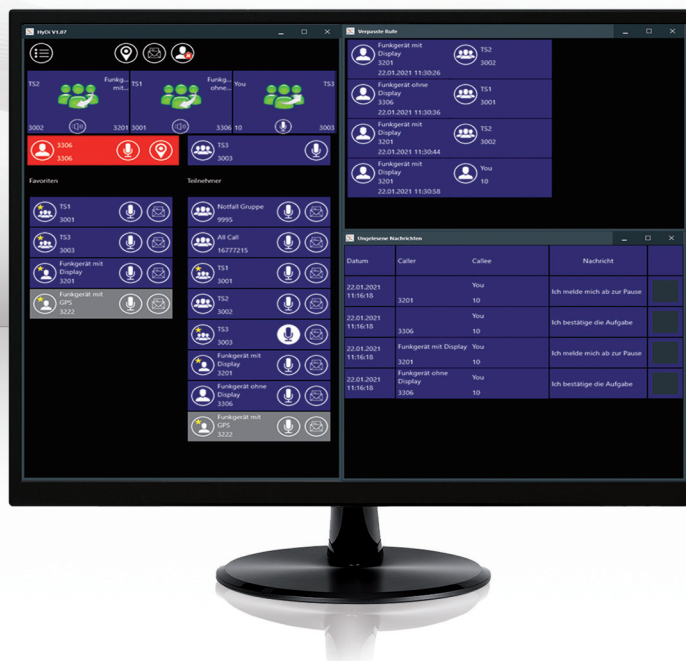 HyDi V1.07
TS2
Funkg...
mit...
3002
3201
TS1
Funkg...
ohne...
3001
3306
You
TS3
10
3003
3306
3306
TS3
3003
Favoriten
TS1
3001
TS3
3003
Funkgerät mit
Display
3201
Funkgerät mit
GPS
3222
Teilnehmer
Notfall Gruppe
9995
All Call
16777215
TS1
3001
TS2
3002
TS3
3003
Funkgerät mit
Display
3201
Funkgerät ohne
Display
3306
Funkgerät mit
GPS
3222
Verpasste Rufe
Funkgerät mit
Display
3201
22.01.2021 11:30:26
TS2
3002
Funkgerät ohne
Display
3306
22.01.2021 11:30:36
TS1
3001
Funkgerät mit
Display
3201
22.01.2021 11:30:44
TS2
3002
Funkgerät mit
Display
3201
22.01.2021 11:30:58
You
10
Ungelesene Nachrichten
Datum Caller Callee Nachricht
22.01.2021
11:16:18
3201
You
10
Ich melde mich ab zur Pause
22.01.2021
11:16:18
3306
You
10
Ich bestätige die Aufgabe
22.01.2021
11:16:18
Funkgerät mit Display
3201
You
10
Ich melde mich ab zur Pause
22.01.2021
11:16:18
Funkgerät ohne
Display
3306
You
10
Ich bestätige die Aufgabe